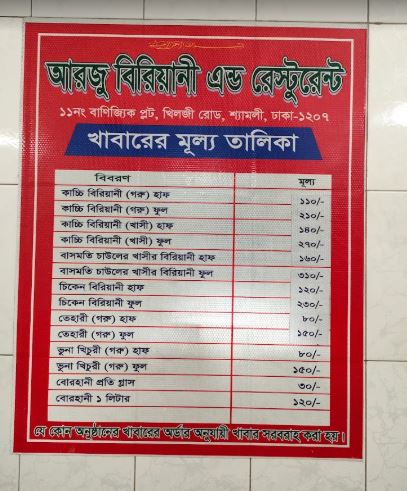 আরজু বিরিয়ানী এন্ড রেস্টুরেন্ট
১১নং বাণিজ্যিক প্লট, খিলজী রোড, শ্যামলী, ঢাকা-১২০৭
খাবারের মূল্য তালিকা
বিবরণ মূল্য
কাচ্চি বিরিয়ানী (গরু) হাফ ১১০/-
কাচ্চি বিরিয়ানী (গরু) ফুল ২১০/-
কাচ্চি বিরিয়ানী (খাসী) হাফ ১৪০/-
কাচ্চি বিরিয়ানী (খাসী) ফুল ২৭০/-
বাসমতি চাউলের খাসীর বিরিয়ানী হাফ ১৬০/-
বাসমতি চাউলের খাসীর বিরিয়ানী ফুল ৩১০/-
চিকেন বিরিয়ানী হাফ ১২০/-
চিকেন বিরিয়ানী ফুল ২৩০/-
তেহারী (গরু) হাফ ৮০/-
তেহারী (গরু) ফুল ১৫০/-
ভুনা খিচুরী (গরু) হাফ ৮০/-
ভুনা খিচুরী (গরু) ফুল ১৫০/-
বোরহানী প্রতি গ্লাস ৩০/-
বোরহানী ১ লিটার ১২০/-
যে কোন অনুষ্ঠানের খাবারের অর্ডার অনুযায়ী খাবার সরবরাহ করা হয়।